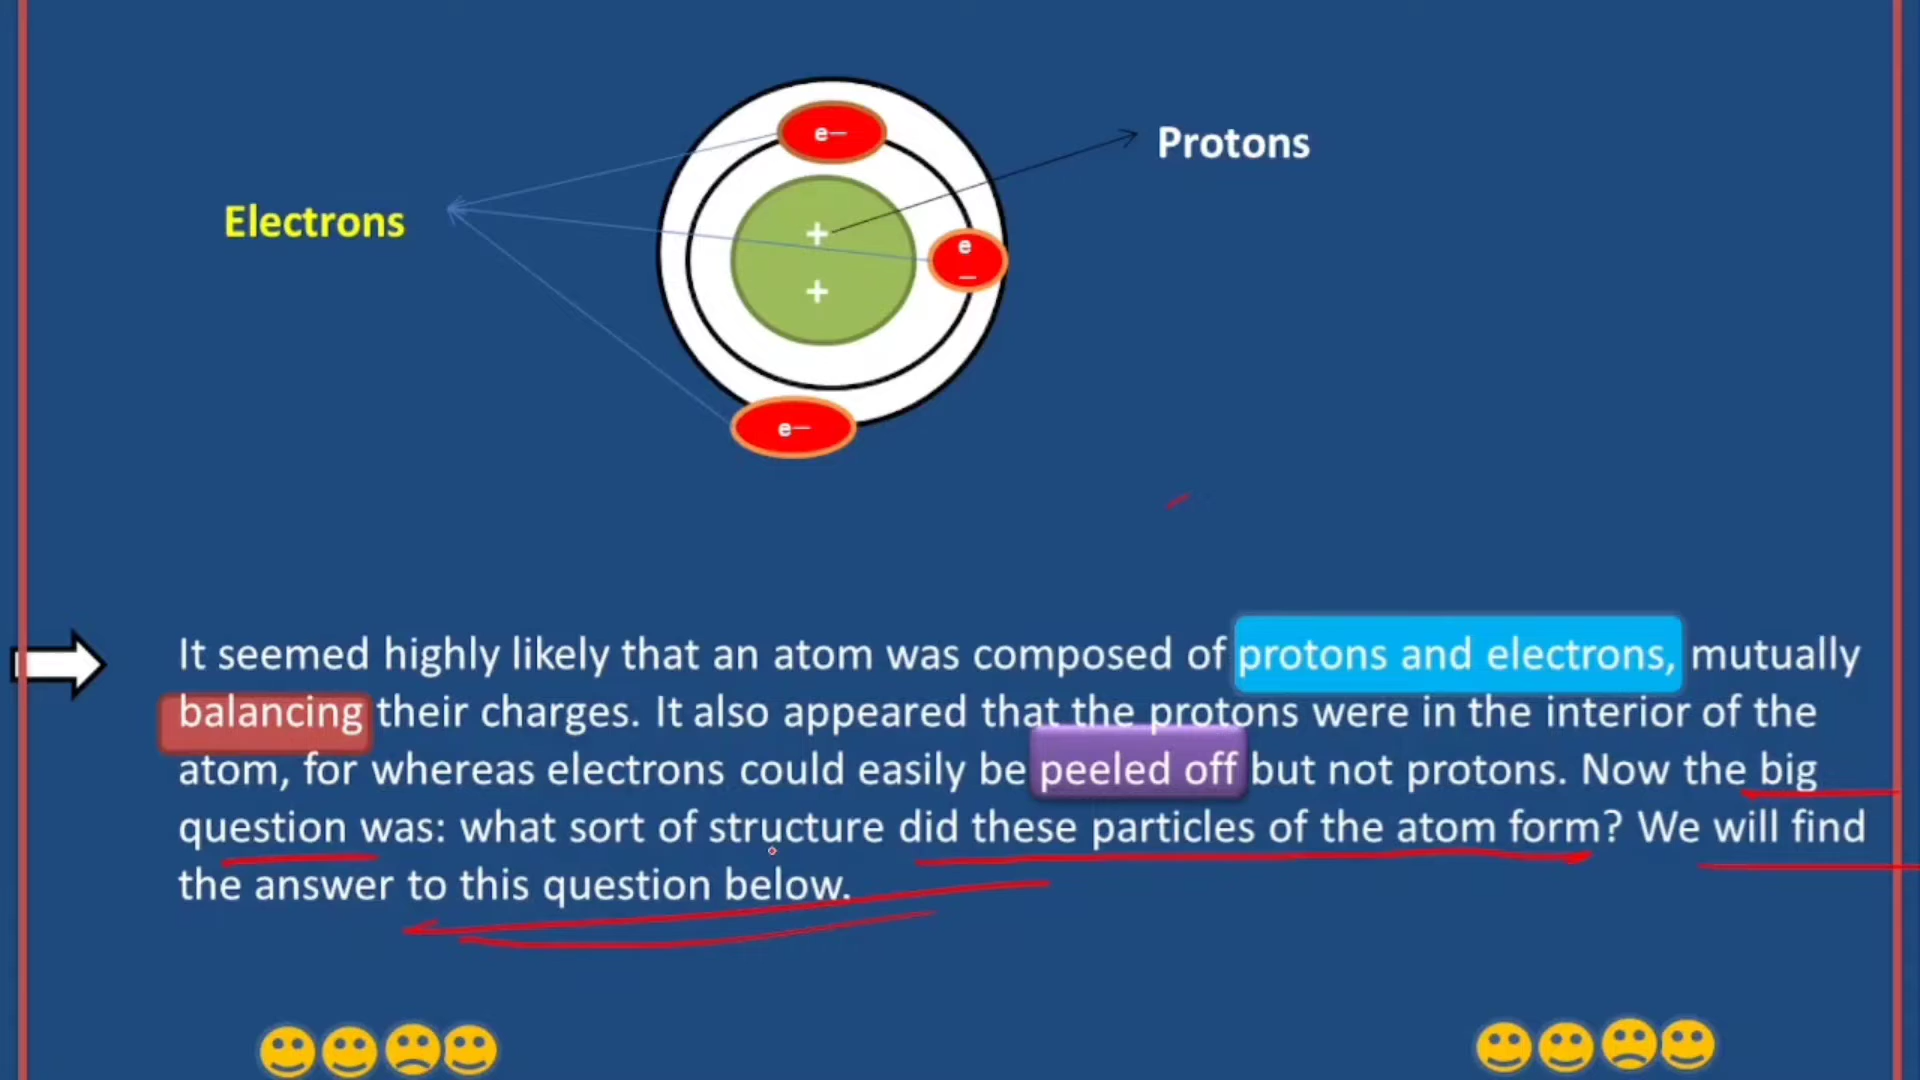 e—
Protons
Electrons
+
e
—
+
e—
It seemed highly likely that an atom was composed of protons and electrons, mutually
balancing their charges. It also appeared that the protons were in the interior of the
atom, for whereas electrons could easily be peeled off but not protons. Now the big
question was: what sort of structure did these particles of the atom form? We will find
the answer to this question below.